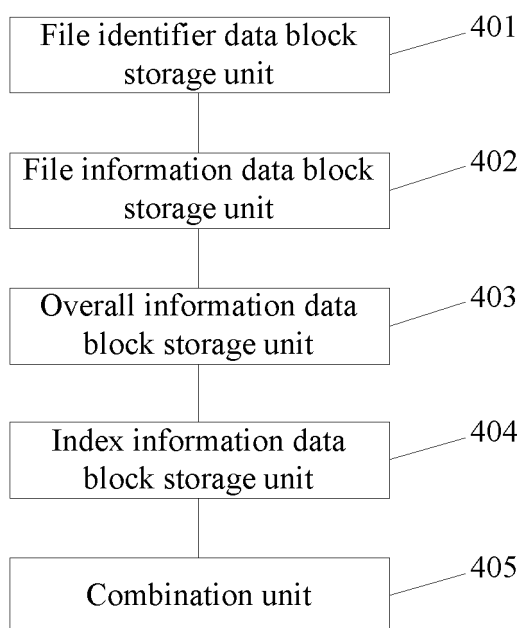 File identifier data block
storage unit
401
File information data block
storage unit
402
Overall information data
block storage unit
403
Index information data
block storage unit
404
Combination unit
405